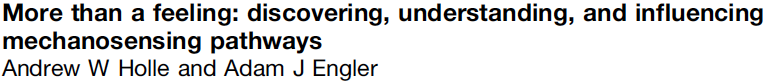 More than a feeling: discovering, understanding, and influencing
mechanosensing pathways
Andrew W Holle and Adam J Engler